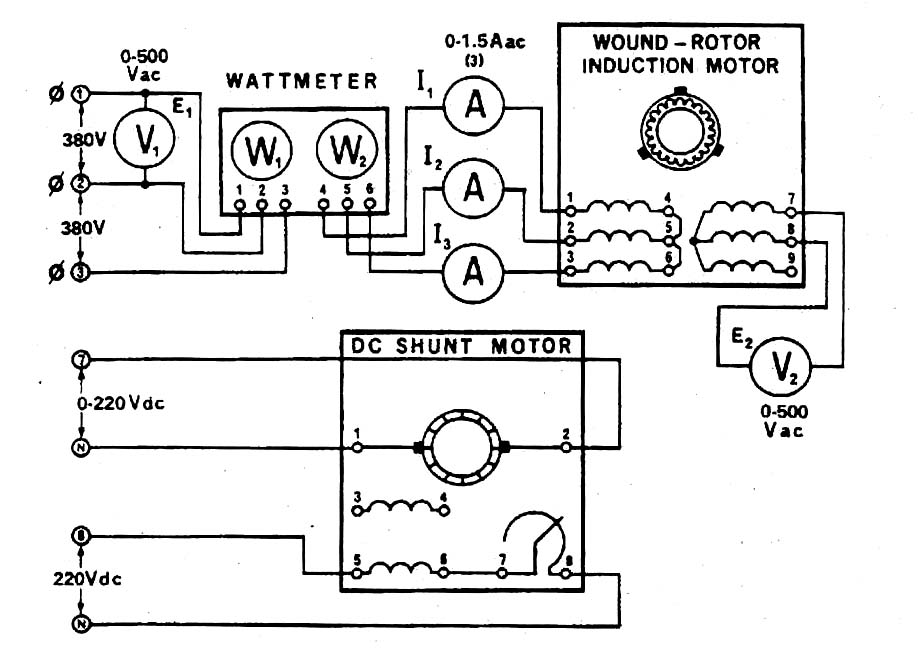 0-500
Vac
WATTMETER
0-1.5Aac
(3)
WOUND-ROTOR
INDUCTION MOTOR
Ø 1
E1
I1
A
380V
V1
W1
W2
Ø 2
1 2 3 4 5 6
I2
A
380V
1 4 7
2 5 8
3 6 9
I3
A
Ø 3
DC SHUNT MOTOR
7
0-220Vdc
N
1 2
3 4
E2
V2
0-500
Vac
8
220Vdc
N
5 6 7 8